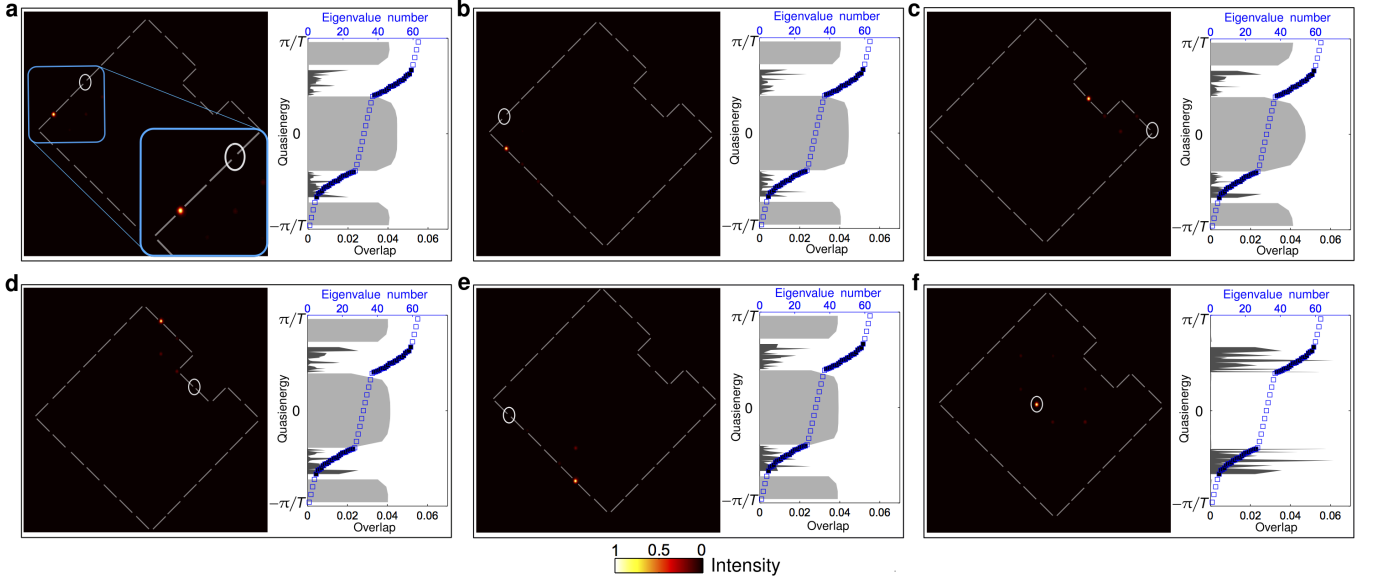 a
Eigenvalue number
0 20 40 60
π/T
Quasienergy
0
−π/T
0 0.02 0.04 0.06
Overlap
b
Eigenvalue number
0 20 40 60
π/T
Quasienergy
0
−π/T
0 0.02 0.04 0.06
Overlap
c
Eigenvalue number
0 20 40 60
π/T
Quasienergy
0
−π/T
0 0.02 0.04 0.06
Overlap
d
Eigenvalue number
0 20 40 60
π/T
Quasienergy
0
−π/T
0 0.02 0.04 0.06
Overlap
e
Eigenvalue number
0 20 40 60
π/T
Quasienergy
0
−π/T
0 0.02 0.04 0.06
Overlap
f
Eigenvalue number
0 20 40 60
π/T
Quasienergy
0
−π/T
0 0.02 0.04 0.06
Overlap
1 0.5 0
Intensity